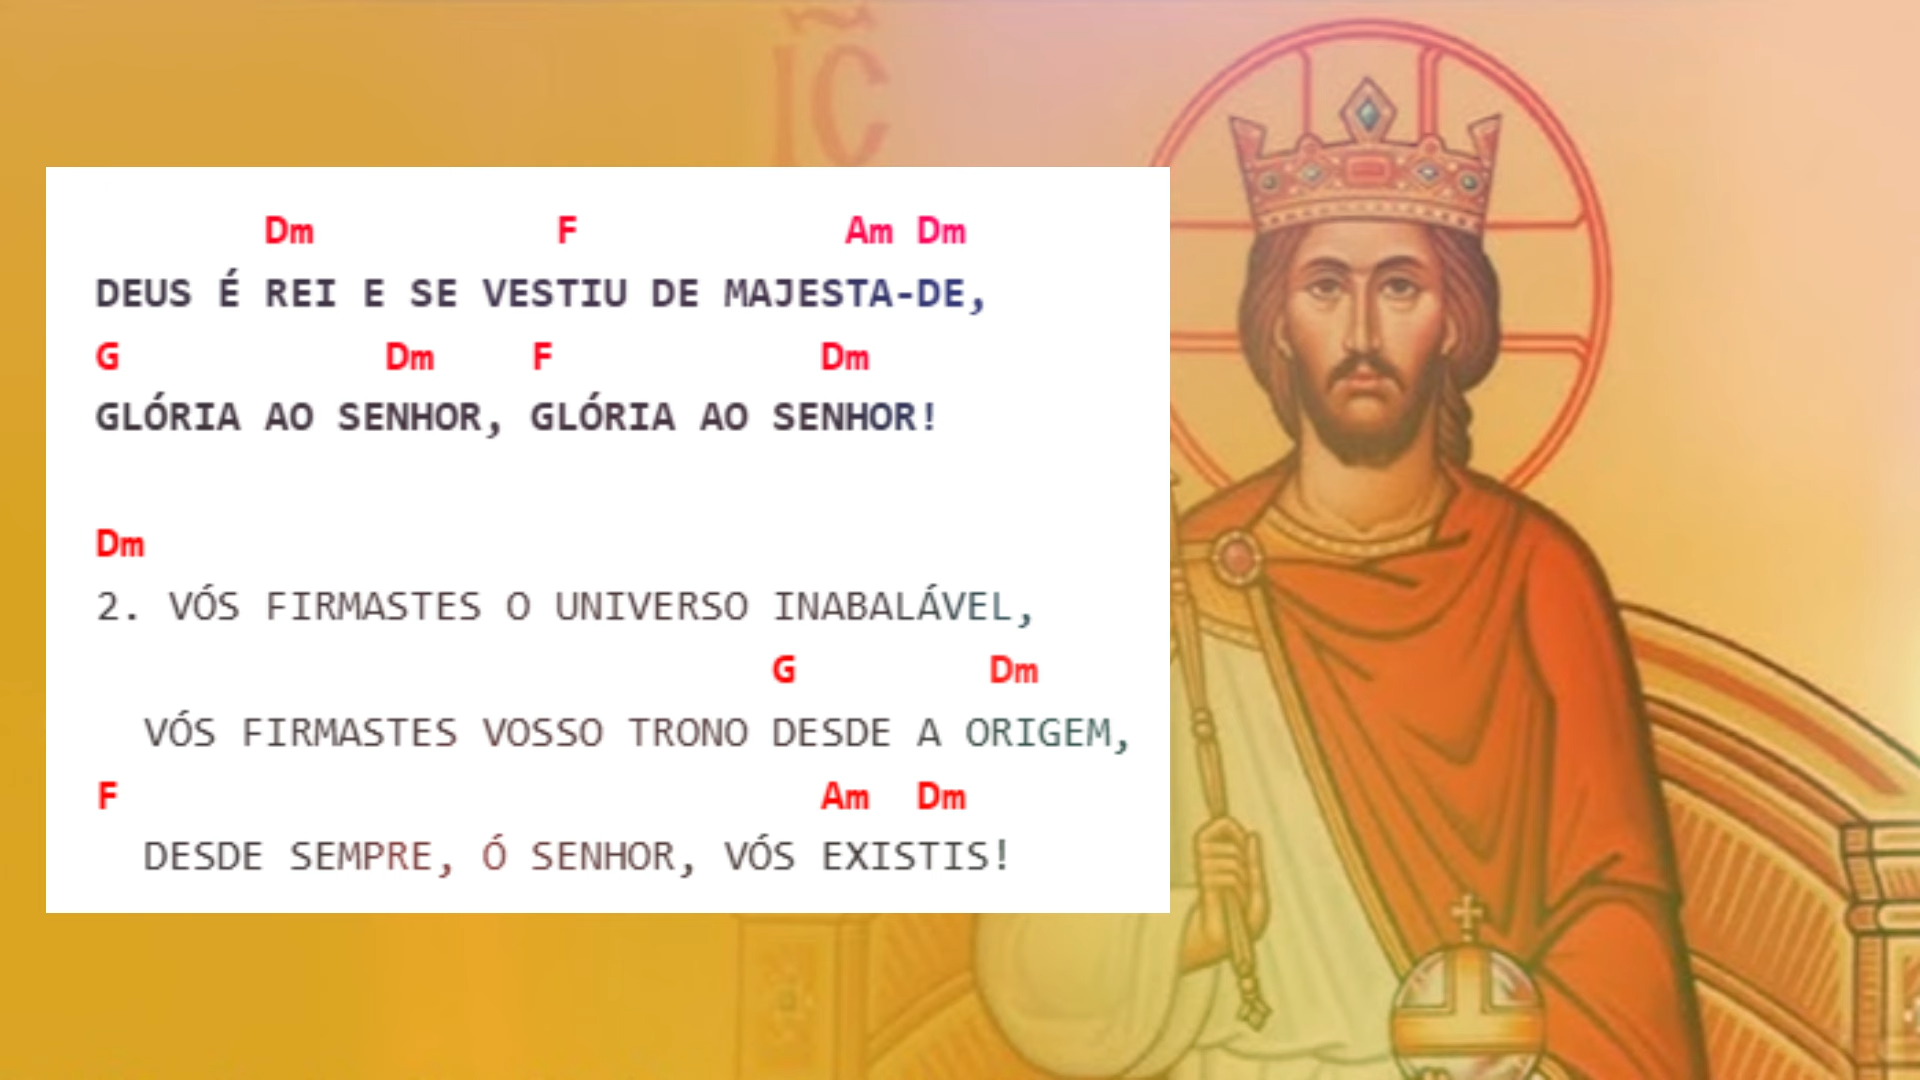 IC
Dm F Am Dm
DEUS É REI E SE VESTIU DE MAJESTA-DE,
G Dm F Dm
GLÓRIA AO SENHOR, GLÓRIA AO SENHOR!
Dm
2. VÓS FIRMASTES O UNIVERSO INABALÁVEL,
G Dm
VÓS FIRMASTES VOSSO TRONO DESDE A ORIGEM,
F Am Dm
DESDE SEMPRE, Ó SENHOR, VÓS EXISTIS!